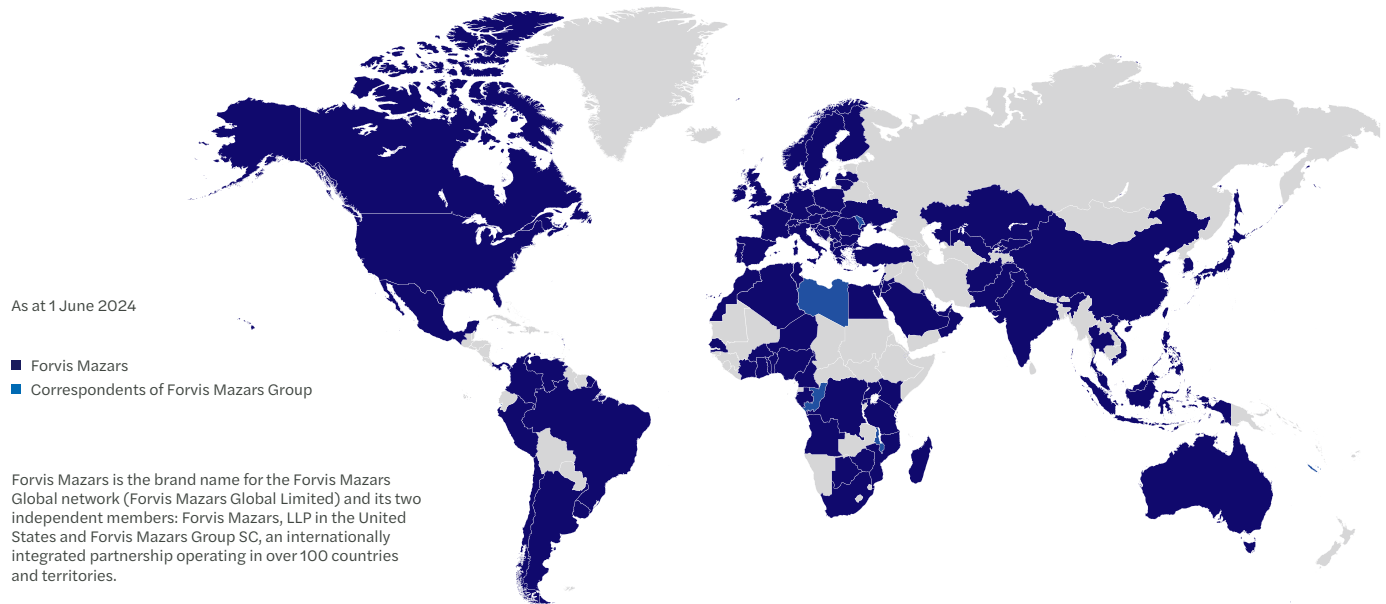 As at 1 June 2024
Forvis Mazars
Correspondents of Forvis Mazars Group
Forvis Mazars is the brand name for the Forvis Mazars
Global network (Forvis Mazars Global Limited) and its two
independent members: Forvis Mazars, LLP in the United
States and Forvis Mazars Group SC, an internationally
integrated partnership operating in over 100 countries
and territories.